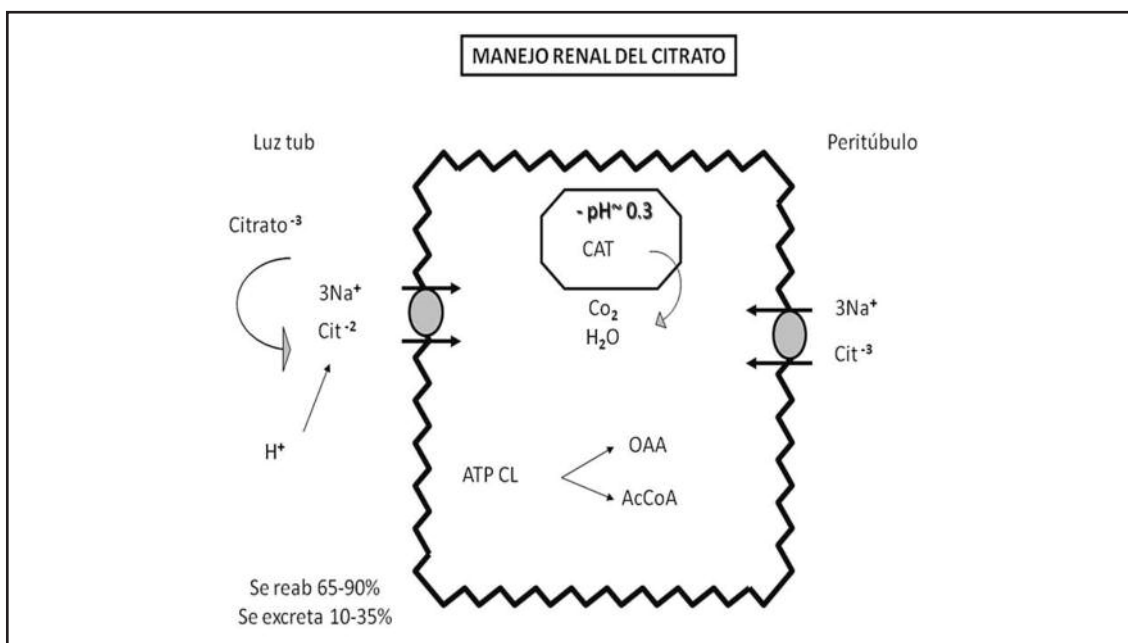 MANEJO RENAL DEL CITRATO
Luz tub
Peritúbulo
Citrato⁻³
3Na⁺
Cit⁻²
H⁺
- pH~ 0.3
CAT
Co₂
H₂O
3Na⁺
Cit⁻³
ATP CL
OAA
AcCoA
Se reab 65-90%
Se excreta 10-35%